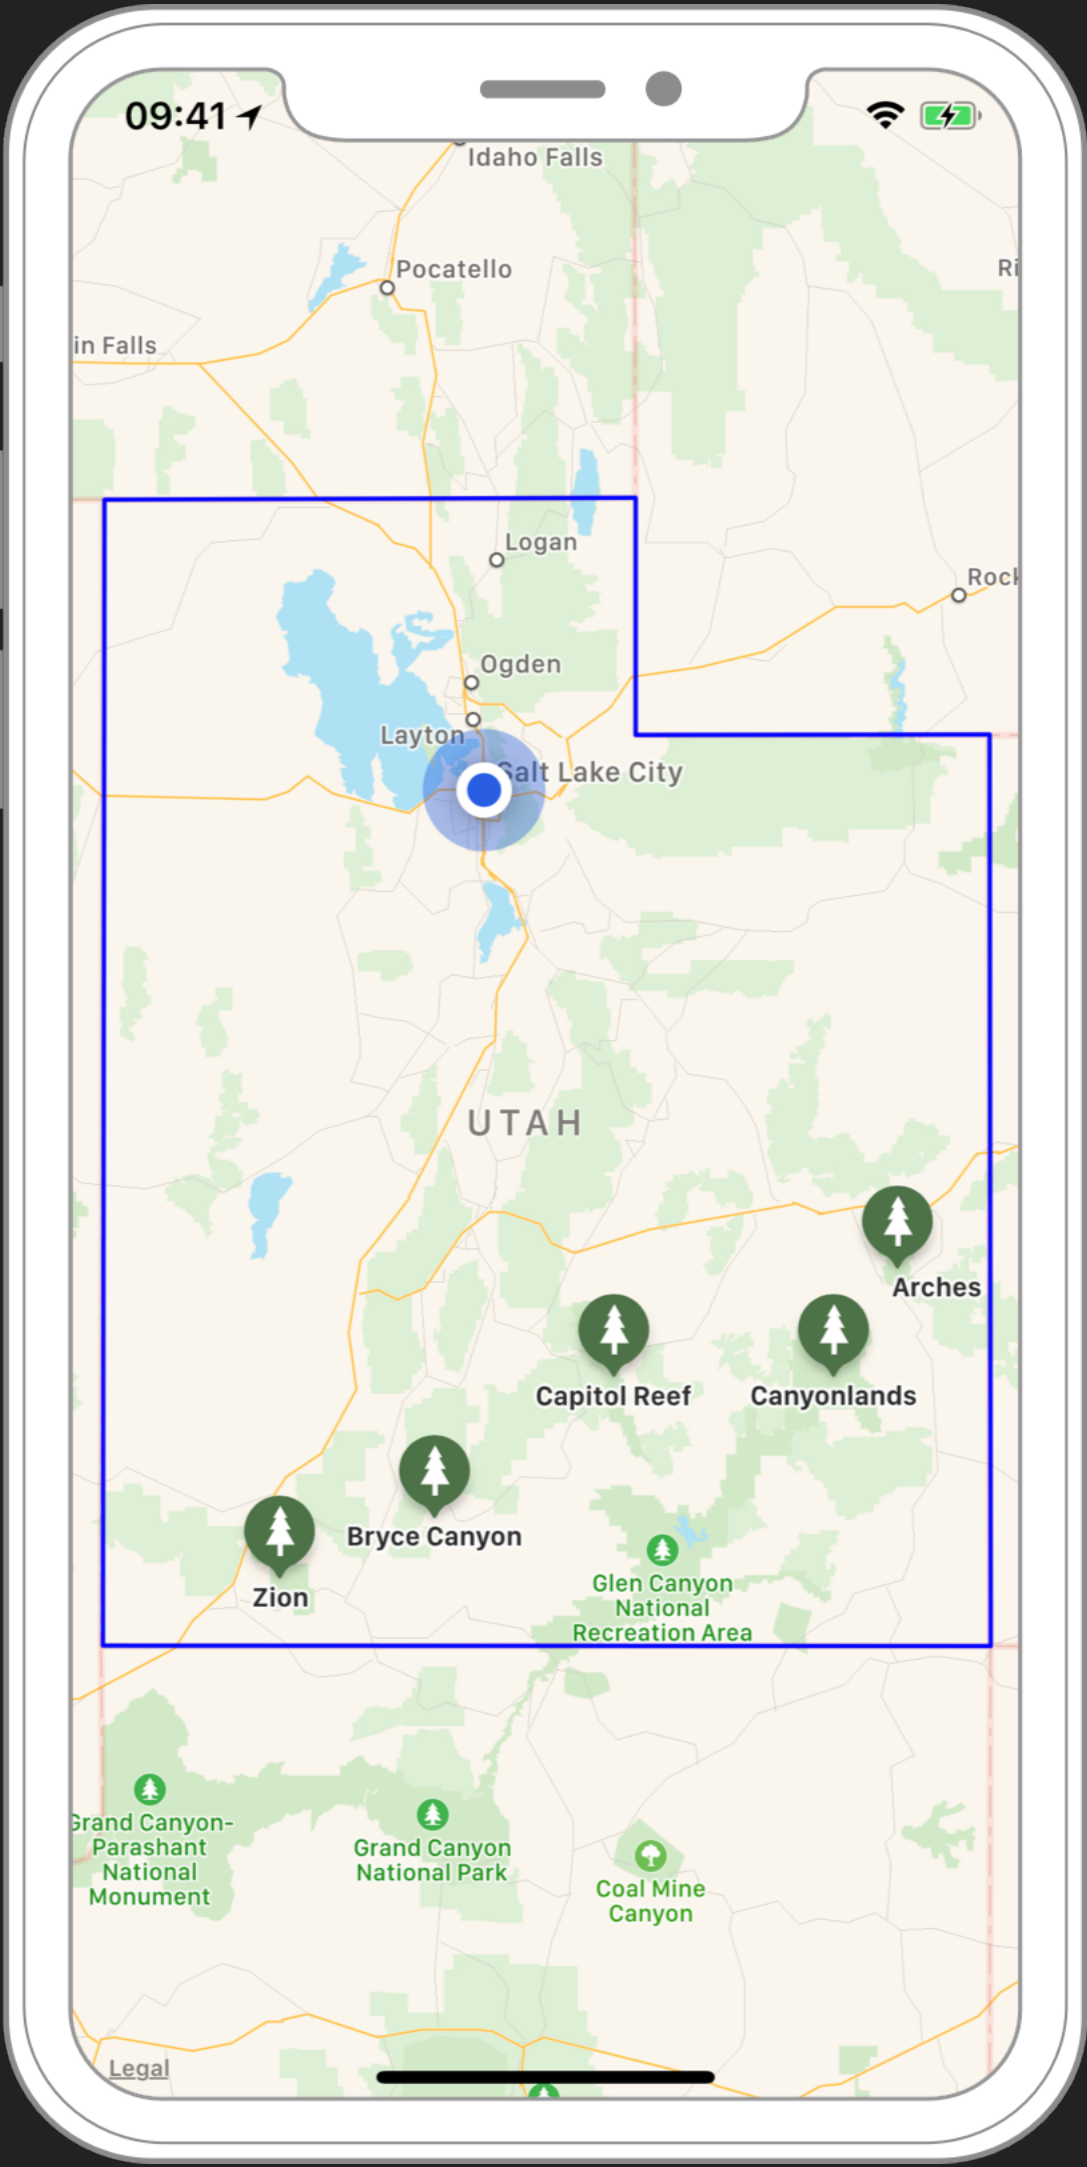 09:41
Idaho Falls
Pocatello
Ri
in Falls
Logan
Rock
Ogden
Layton
Salt Lake City
UTAH
Arches
Capitol Reef
Canyonlands
Bryce Canyon
Zion
Glen Canyon
National
Recreation Area
Grand Canyon-
Parashant
National
Monument
Grand Canyon
National Park
Coal Mine
Canyon
Legal